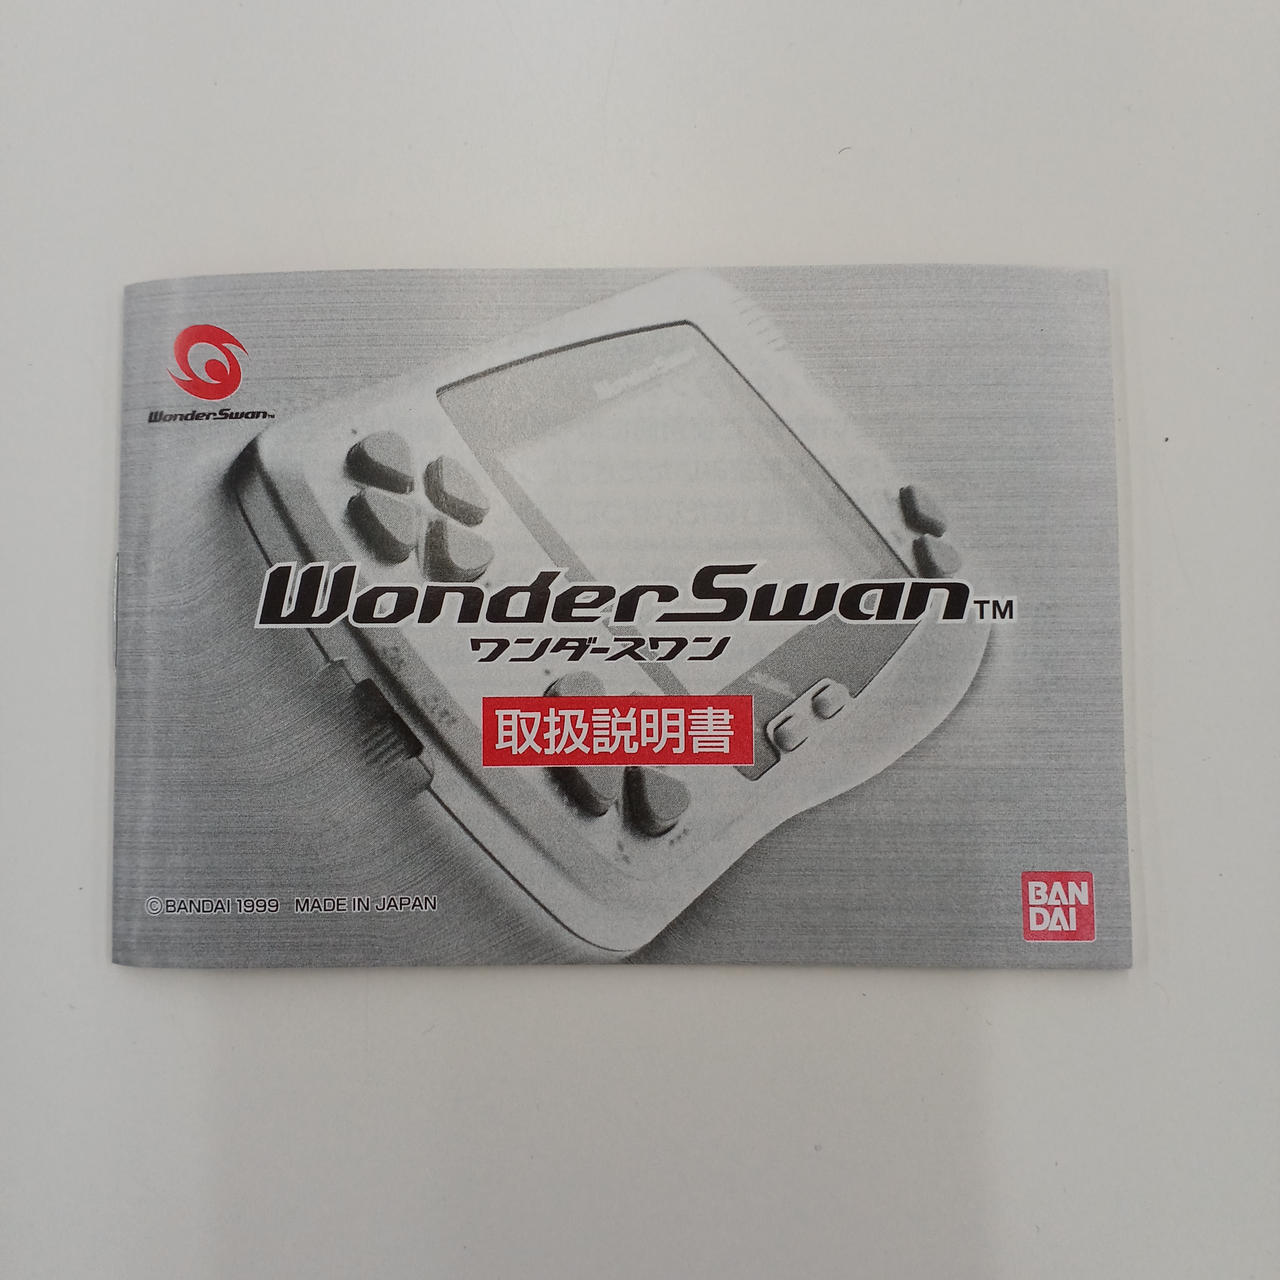 WonderSwan™
WonderSwan
WonderSwan™
ワンダースワン
取扱説明書
©BANDAI 1999 MADE IN JAPAN
BAN
DAI